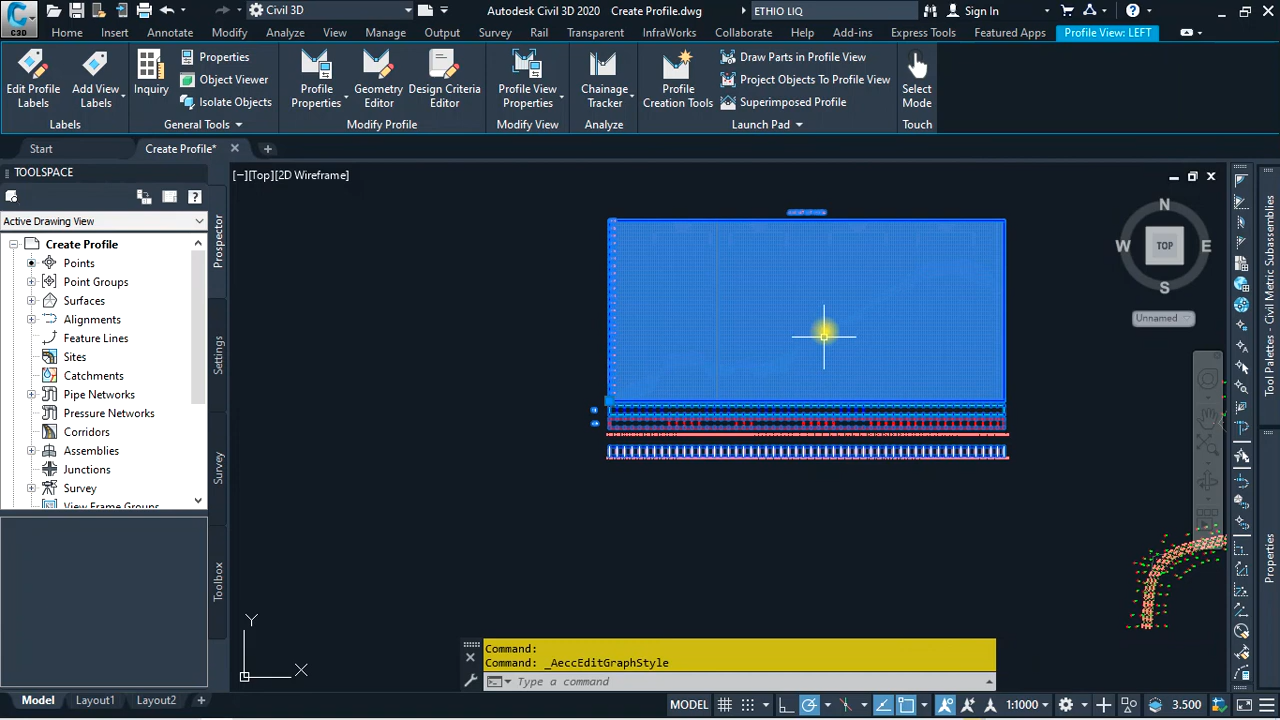 C3D
Civil 3D
Autodesk Civil 3D 2020
Create Profile.dwg
ETHIO LIQ
Sign In
Home
Insert
Annotate
Modify
Analyze
View
Manage
Output
Survey
Rail
Transparent
InfraWorks
Collaborate
Help
Add-ins
Express Tools
Featured Apps
Profile View: LEFT
Edit Profile Labels
Add View Labels
Labels
Inquiry
Properties
Object Viewer
Isolate Objects
General Tools
Profile Properties
Geometry Editor
Design Criteria Editor
Modify Profile
Profile View Properties
Modify View
Chainage Tracker
Analyze
Profile Creation Tools
Draw Parts in Profile View
Project Objects To Profile View
Superimposed Profile
Launch Pad
Select Mode
Touch
Start
Create Profile*
TOOLSPACE
Active Drawing View
Create Profile
Points
Point Groups
Surfaces
Alignments
Feature Lines
Sites
Catchments
Pipe Networks
Pressure Networks
Corridors
Assemblies
Junctions
Survey
View Frame Groups
Prospector
Settings
Survey
Toolbox
[−][Top][2D Wireframe]
N
W
TOP
E
S
Unnamed
Tool Palettes - Civil Metric Subassemblies
Properties
Y
X
Command:
Command: _AeccEditGraphStyle
Type a command
Model
Layout1
Layout2
MODEL
1:1000
3.500